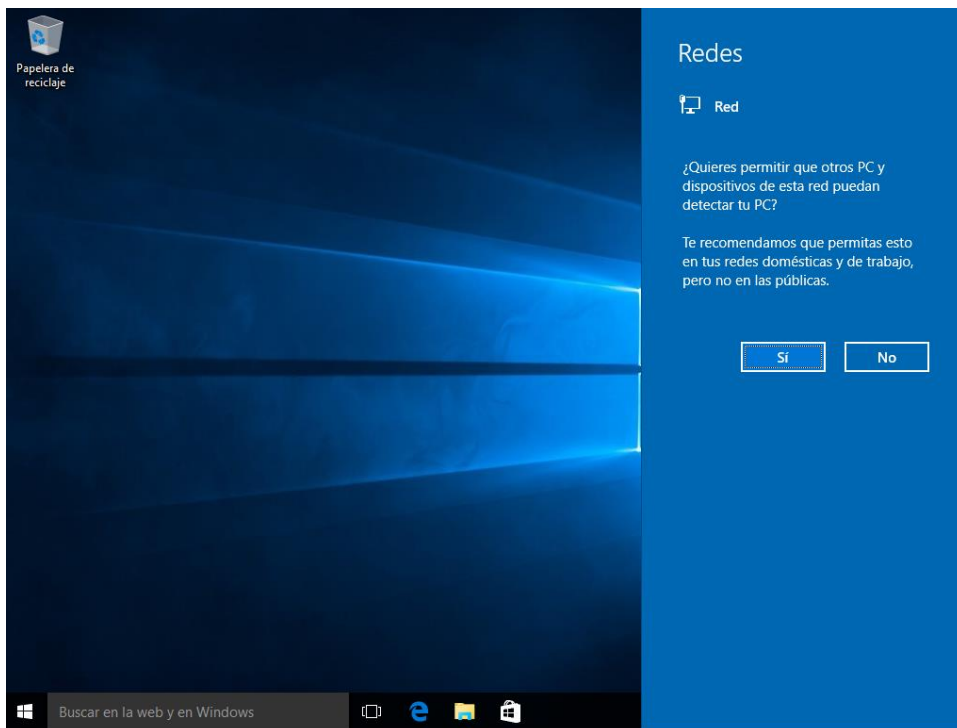 Papelera de
reciclaje
Redes
Red
¿Quieres permitir que otros PC y
dispositivos de esta red puedan
detectar tu PC?
Te recomendamos que permitas esto
en tus redes domésticas y de trabajo,
pero no en las públicas.
Sí
No
Buscar en la web y en Windows